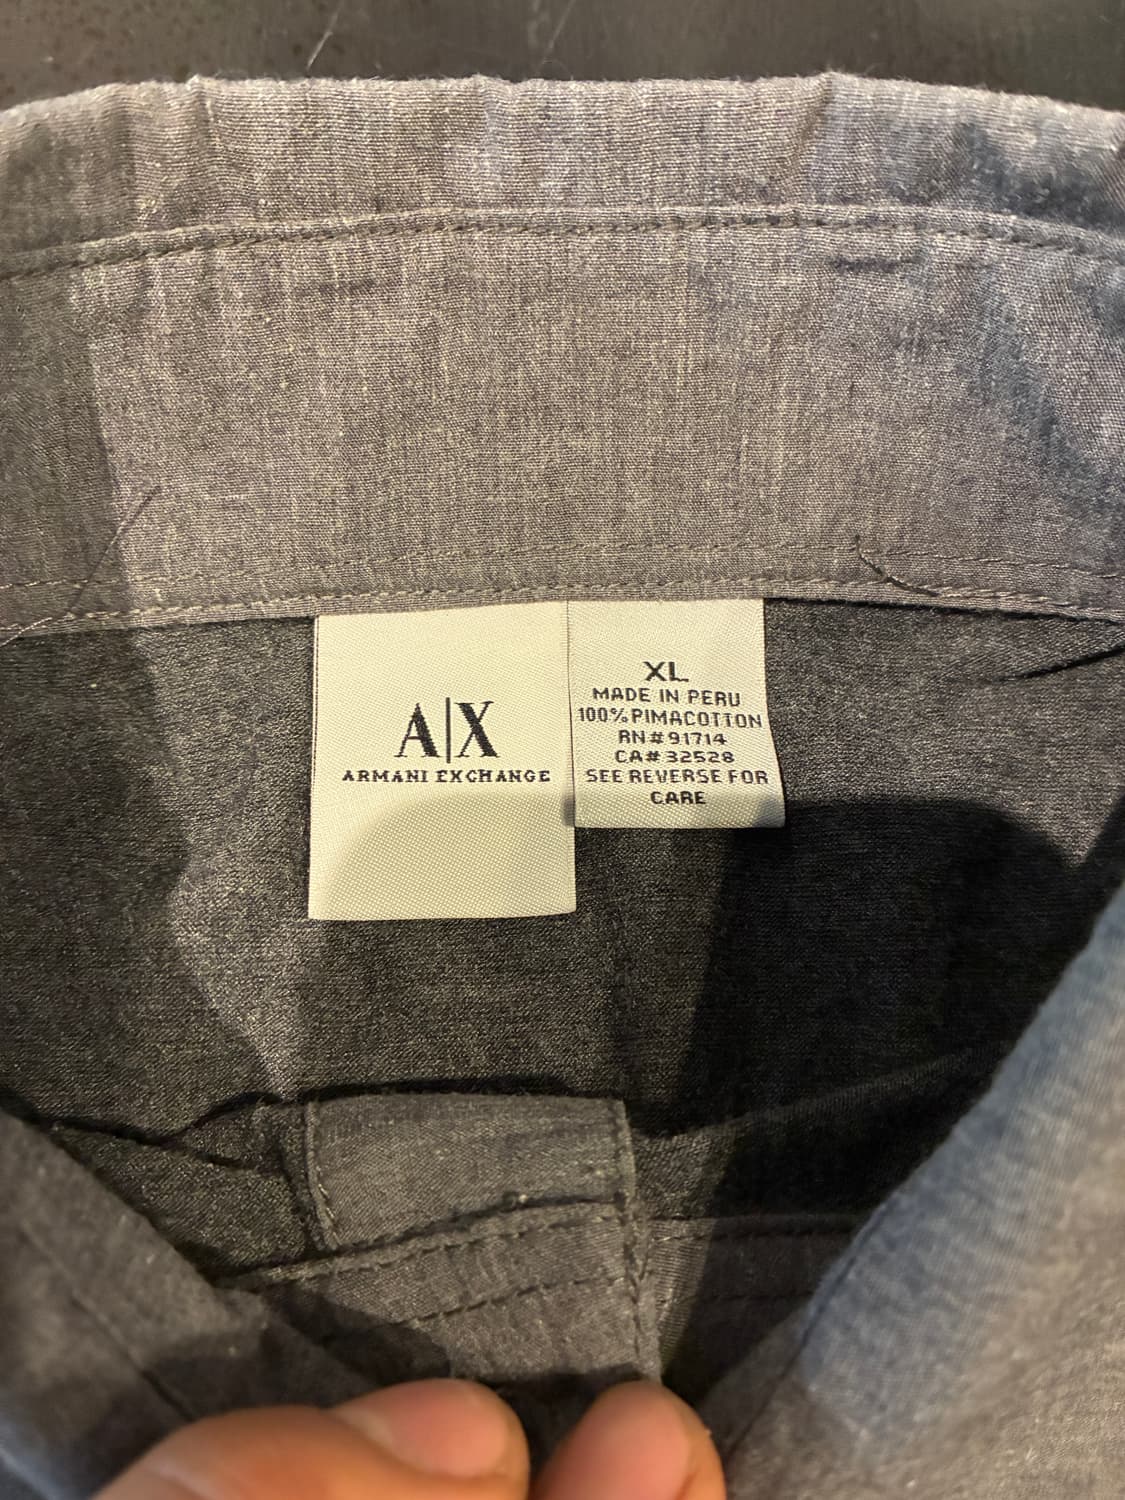 A|X
ARMANI EXCHANGE
XL
MADE IN PERU
100% PIMACOTTON
RN# 91714
CA# 32528
SEE REVERSE FOR
CARE